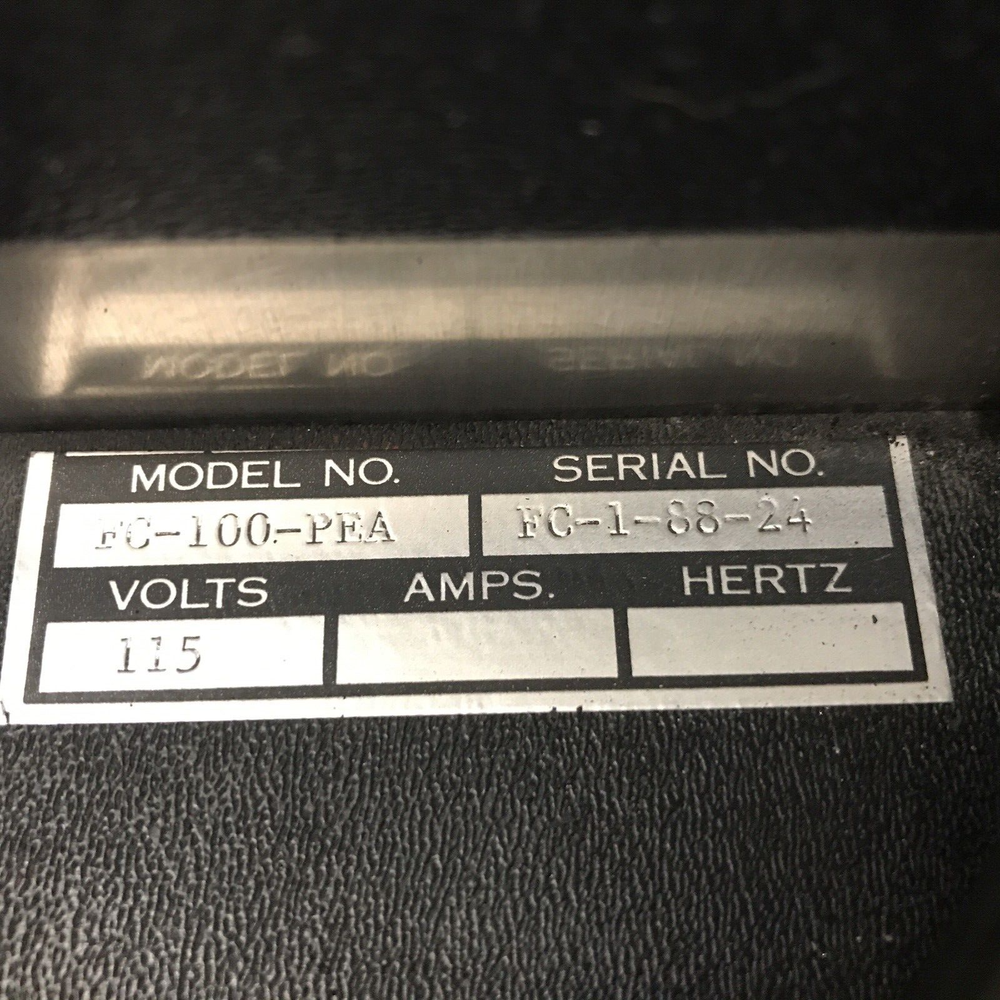 MODEL NO. SERIAL NO.
FC-100-PEA FC-1-88-24
VOLTS AMPS. HERTZ
115